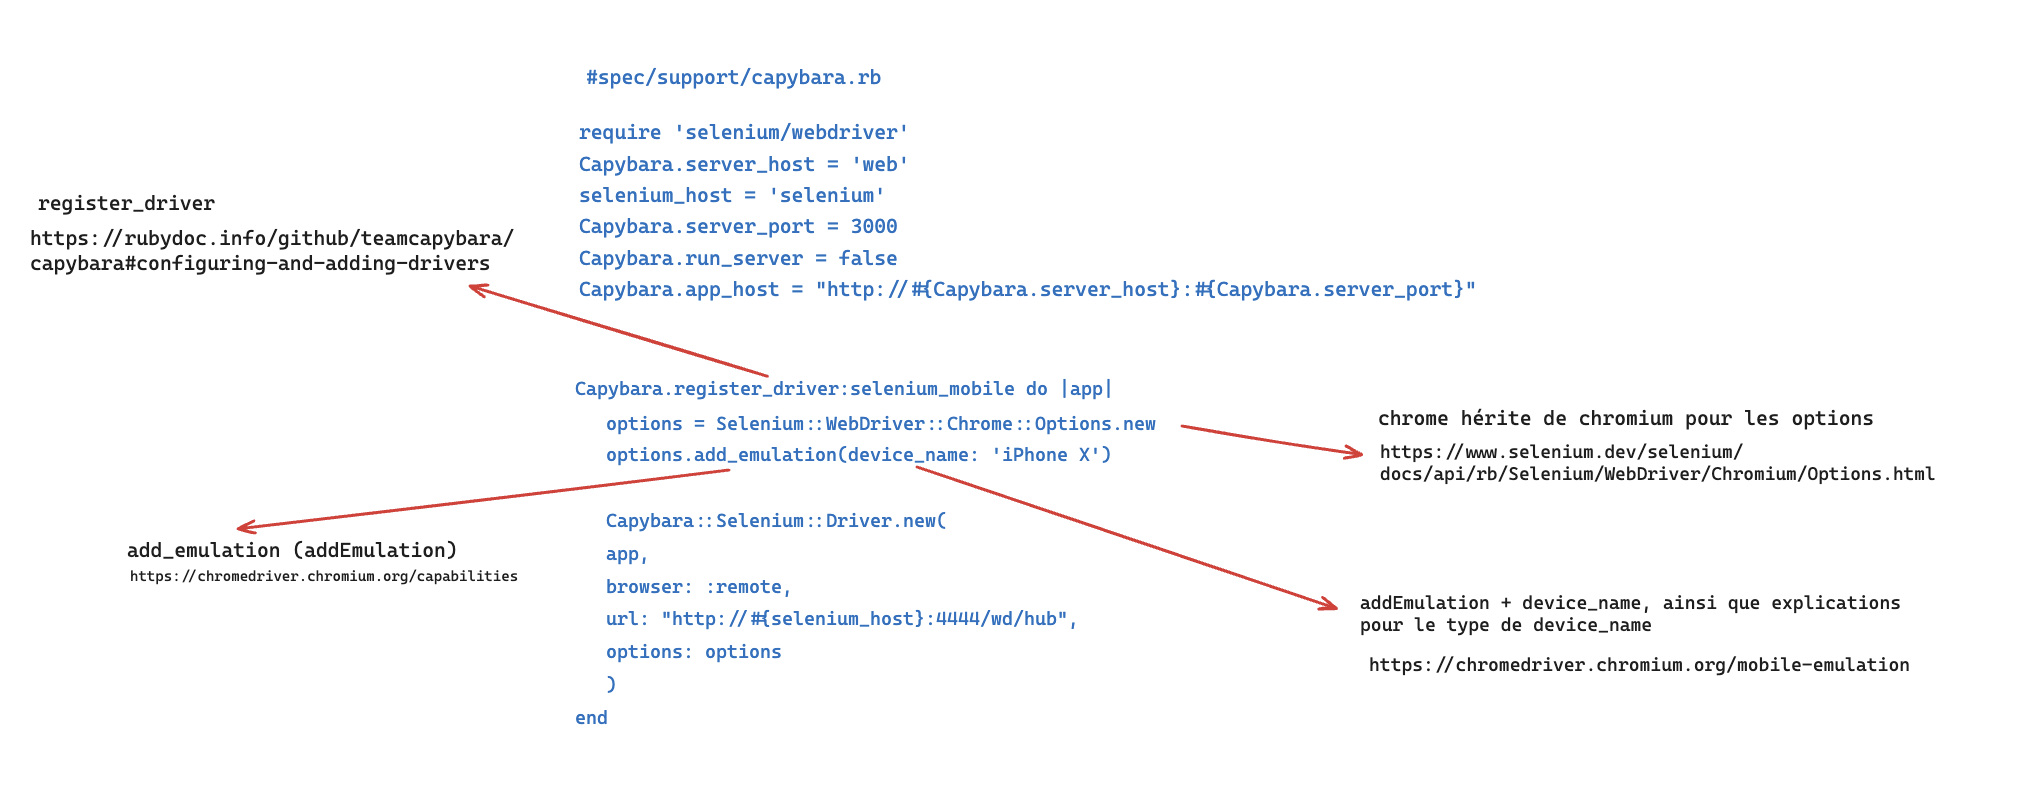 #spec/support/capybara.rb
require 'selenium/webdriver'
Capybara.server_host = 'web'
selenium_host = 'selenium'
Capybara.server_port = 3000
Capybara.run_server = false
Capybara.app_host = "http://#{Capybara.server_host}:#{Capybara.server_port}"
register_driver
https://rubydoc.info/github/teamcapybara/
capybara#configuring-and-adding-drivers
Capybara.register_driver:selenium_mobile do |app|
options = Selenium::WebDriver::Chrome::Options.new
options.add_emulation(device_name: 'iPhone X')
Capybara::Selenium::Driver.new(
app,
browser: :remote,
url: "http://#{selenium_host}:4444/wd/hub",
options: options
)
end
chrome hérite de chromium pour les options
https://www.selenium.dev/selenium/
docs/api/rb/Selenium/WebDriver/Chromium/Options.html
add_emulation (addEmulation)
https://chromedriver.chromium.org/capabilities
addEmulation + device_name, ainsi que explications
pour le type de device_name
https://chromedriver.chromium.org/mobile-emulation